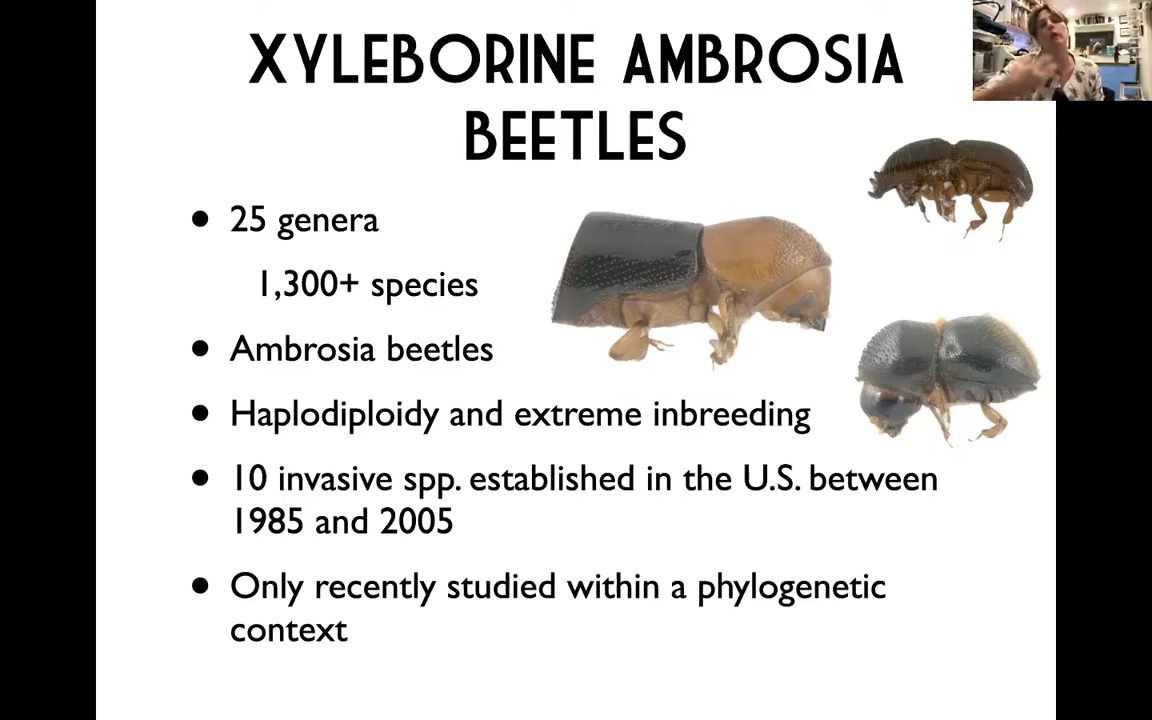 XYLEBORINE AMBROSIA
BEETLES
• 25 genera
1,300+ species
• Ambrosia beetles
• Haplodiploidy and extreme inbreeding
• 10 invasive spp. established in the U.S. between
1985 and 2005
• Only recently studied within a phylogenetic
context